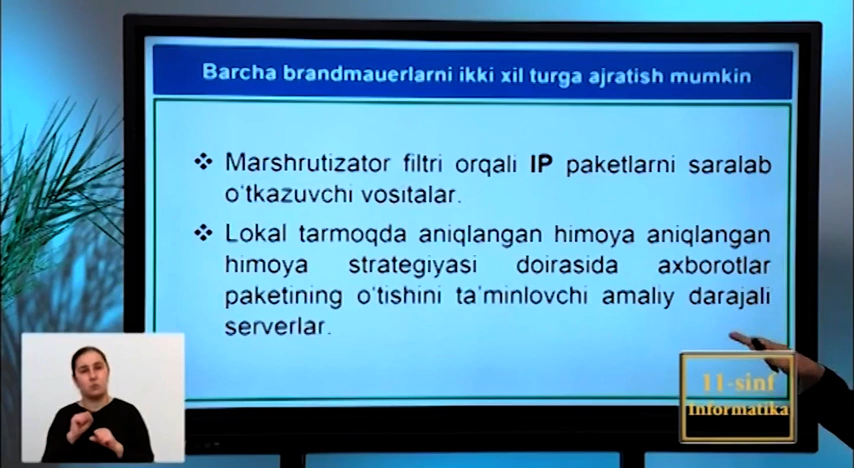 Barcha brandmauerlarni ikki xil turga ajratish mumkin
❖ Marshrutizator filtri orqali IP paketlarni saralab
o'tkazuvchi vositalar.
❖ Lokal tarmoqda aniqlangan himoya aniqlangan
himoya strategiyasi doirasida axborotlar
paketining o'tishini ta'minlovchi amaliy darajali
serverlar.
11-sinf
Informatika